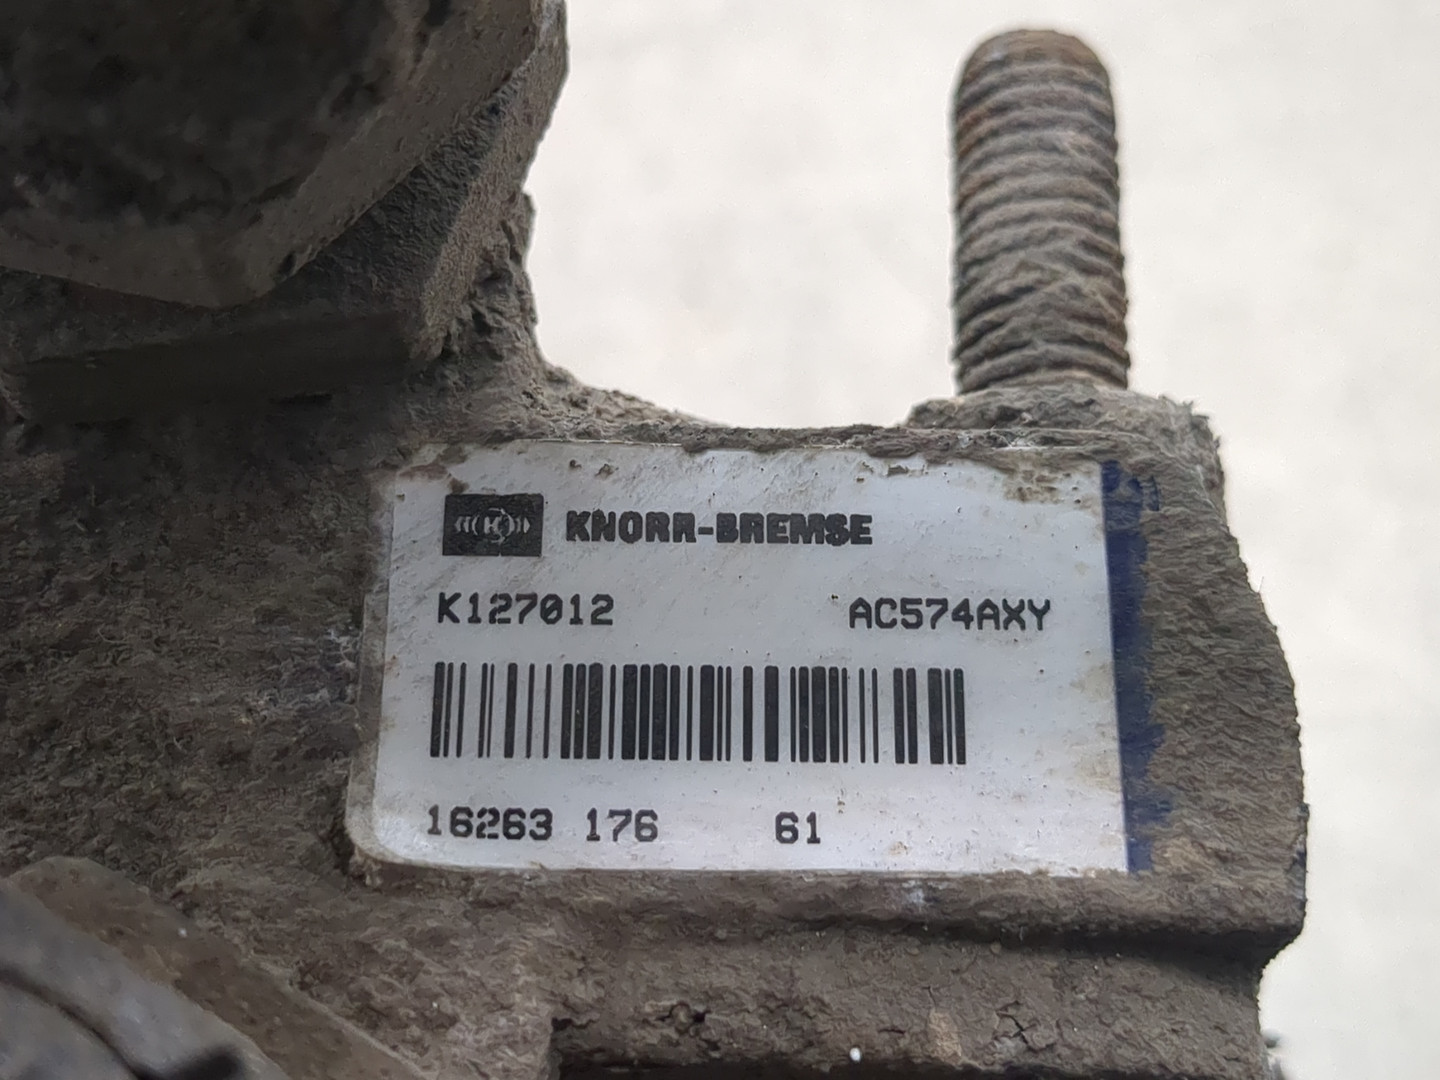 KNORR-BREMSE
K127012 AC574AXY
16263 176 61